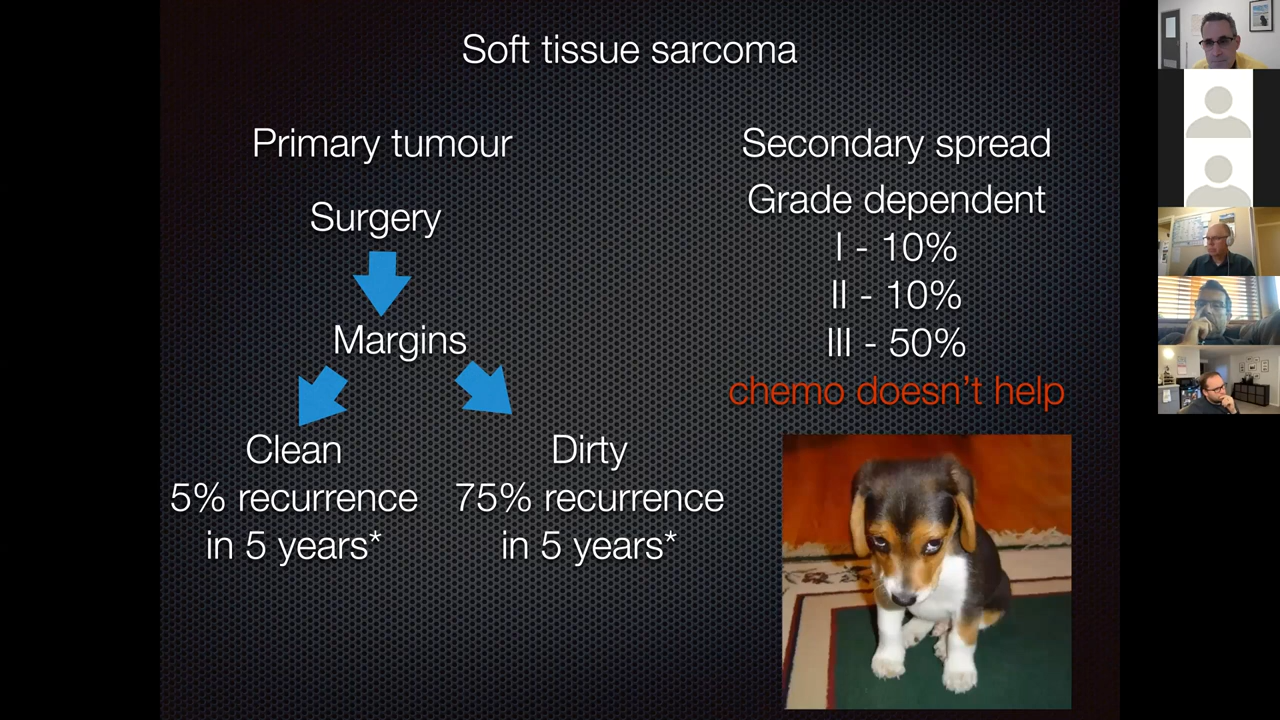 Soft tissue sarcoma
Primary tumour
Surgery
Margins
Clean
5% recurrence
in 5 years*
Dirty
75% recurrence
in 5 years*
Secondary spread
Grade dependent
I - 10%
II - 10%
III - 50%
chemo doesn't help